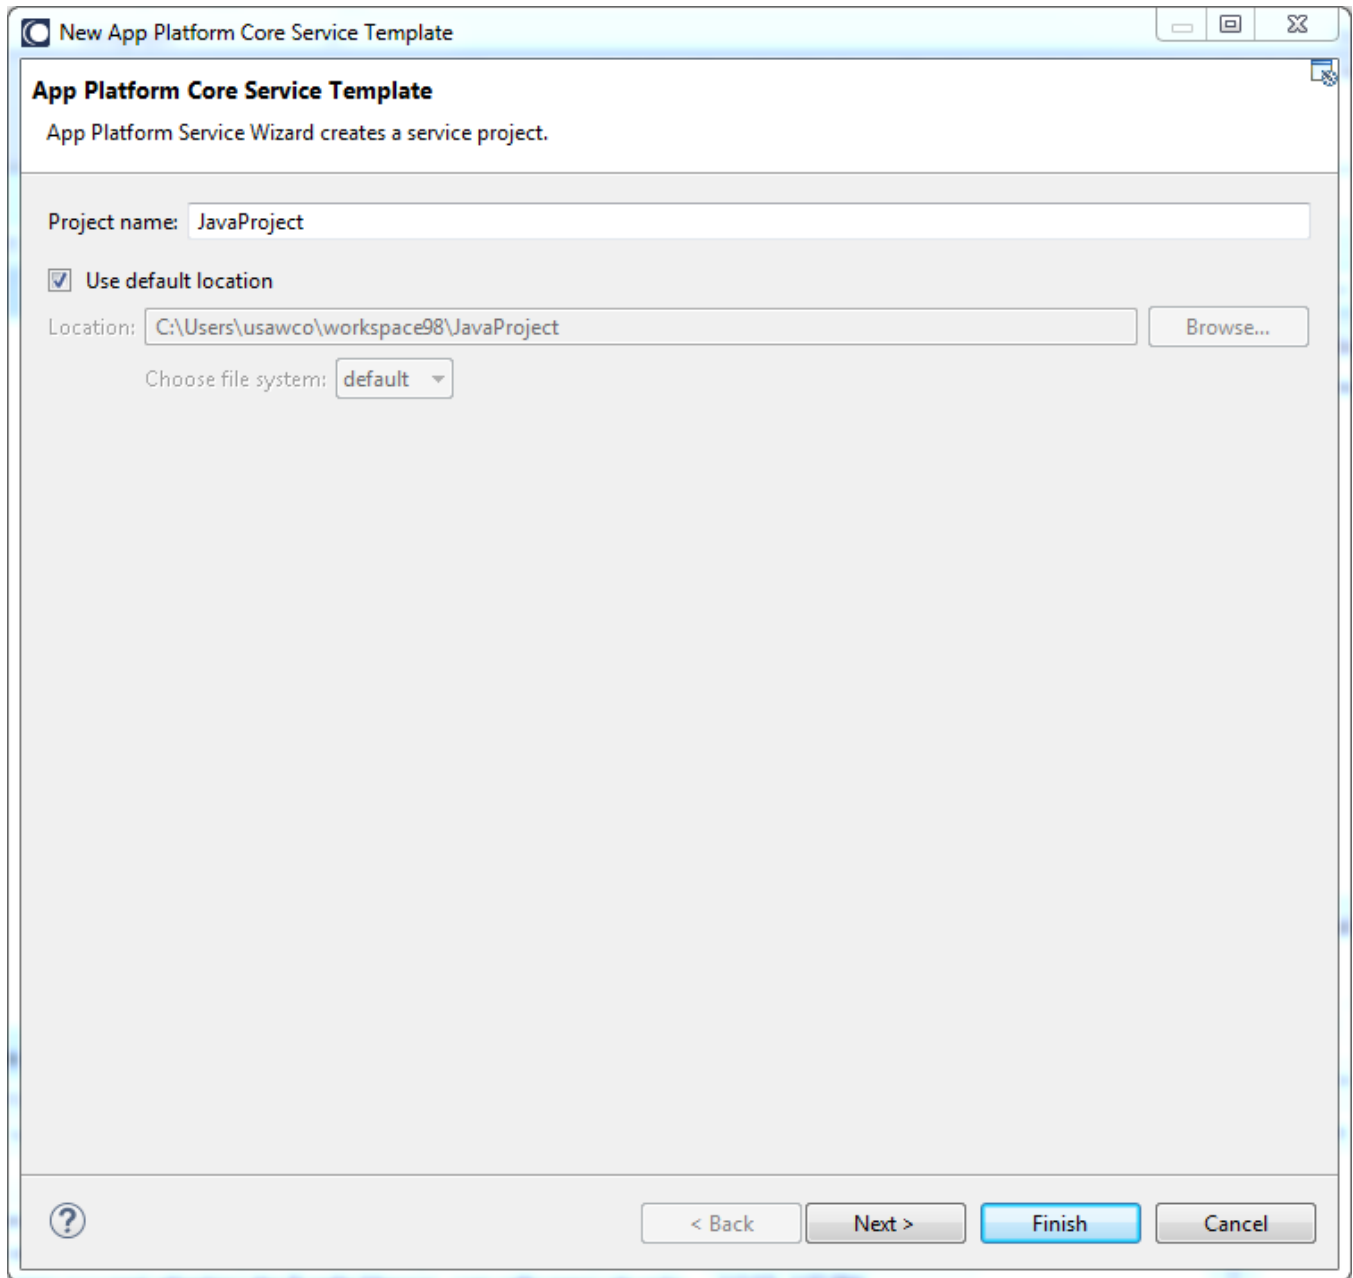 New App Platform Core Service Template
App Platform Core Service Template
App Platform Service Wizard creates a service project.
Project name: JavaProject
Use default location
Location: C:\Users\usawco\workspace98\JavaProject Browse...
Choose file system: default
? < Back Next > Finish Cancel